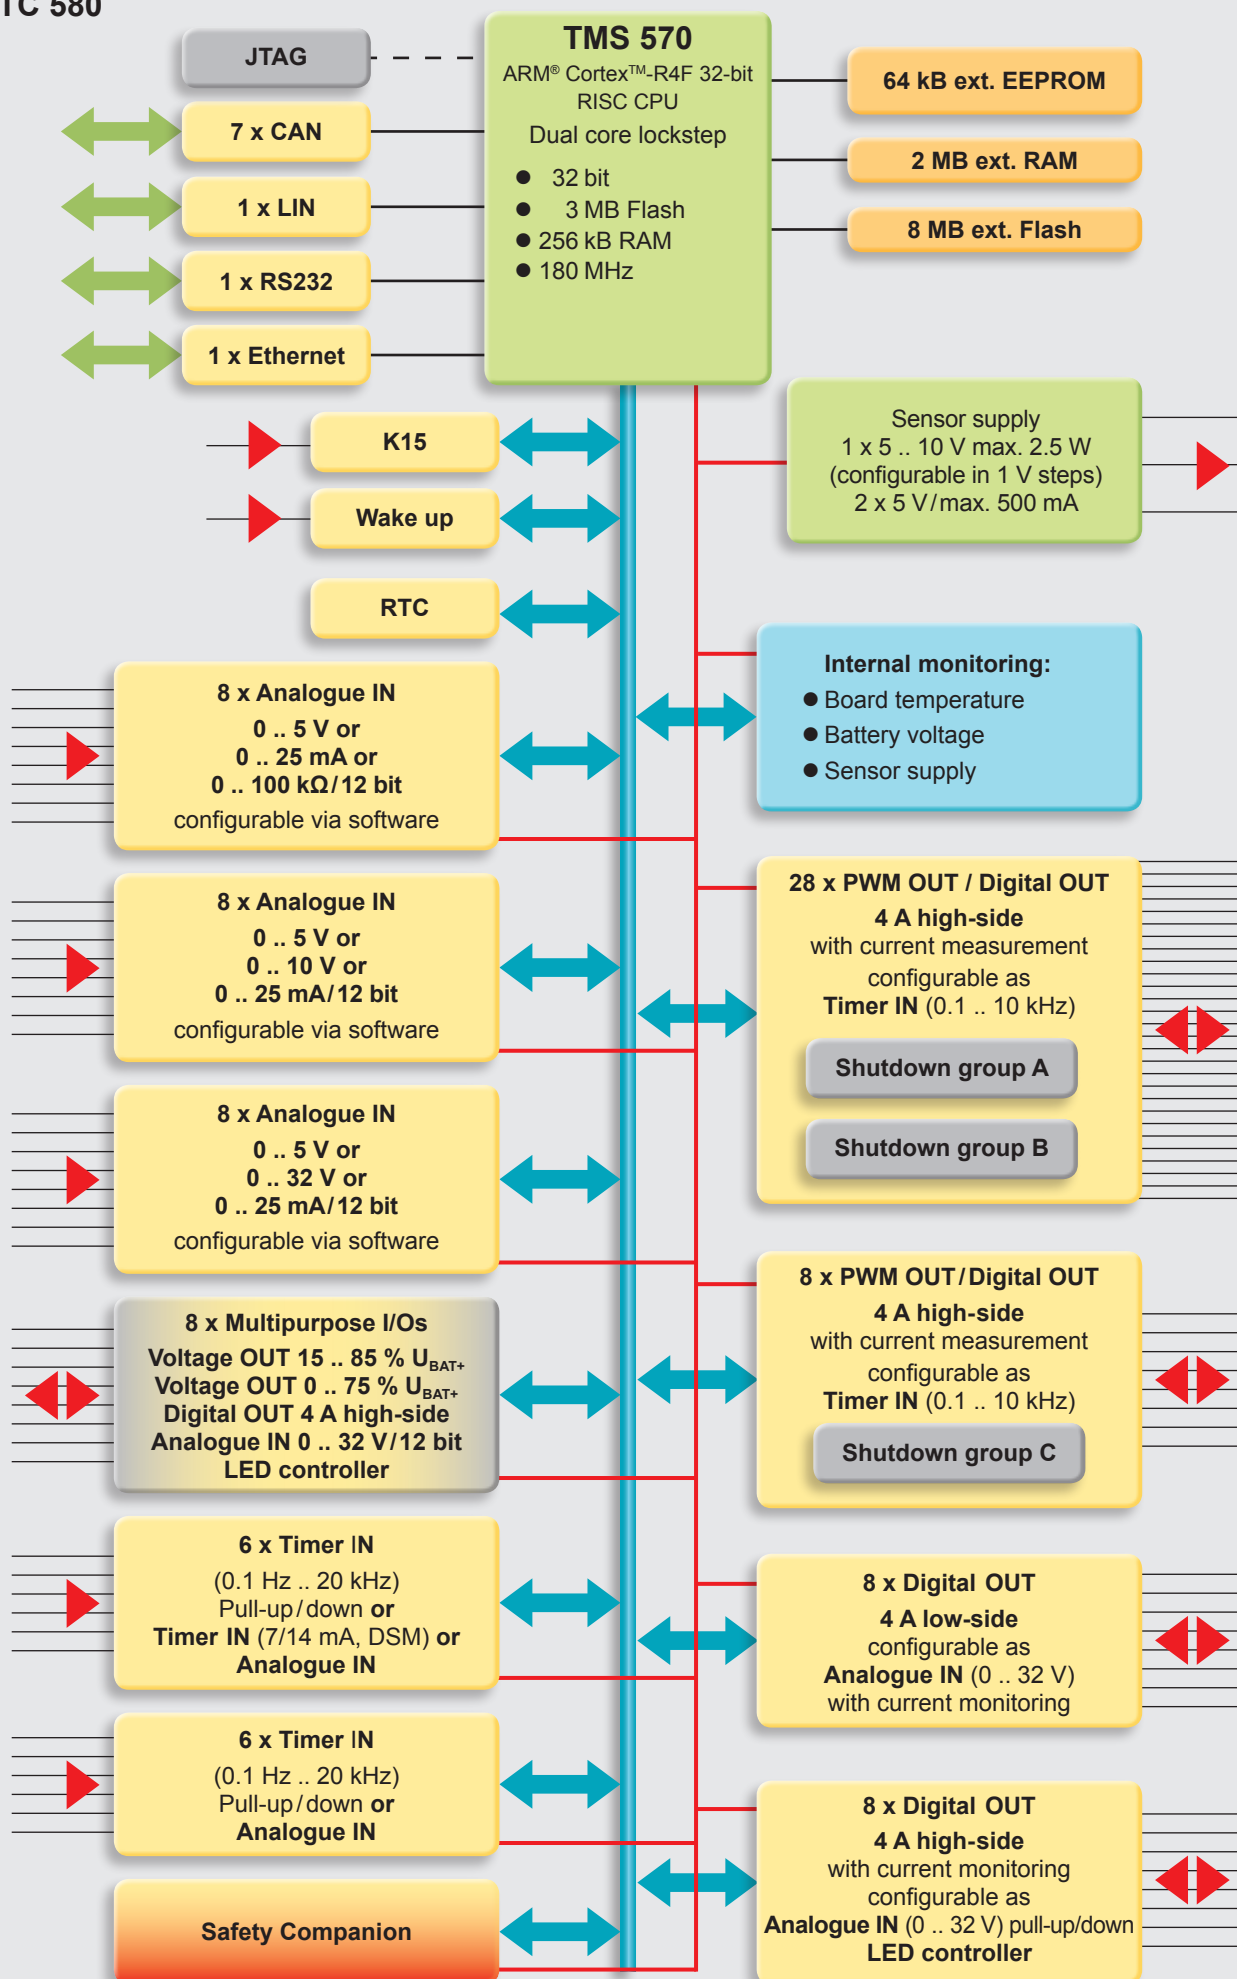 TC 580
JTAG
7 x CAN
1 x LIN
1 x RS232
1 x Ethernet
TMS 570
ARM® Cortex™-R4F 32-bit
RISC CPU
Dual core lockstep
● 32 bit
● 3 MB Flash
● 256 kB RAM
● 180 MHz
64 kB ext. EEPROM
2 MB ext. RAM
8 MB ext. Flash
K15
Wake up
RTC
Sensor supply
1 x 5 .. 10 V max. 2.5 W
(configurable in 1 V steps)
2 x 5 V/max. 500 mA
Internal monitoring:
● Board temperature
● Battery voltage
● Sensor supply
8 x Analogue IN
0 .. 5 V or
0 .. 25 mA or
0 .. 100 kΩ/12 bit
configurable via software
8 x Analogue IN
0 .. 5 V or
0 .. 10 V or
0 .. 25 mA/12 bit
configurable via software
8 x Analogue IN
0 .. 5 V or
0 .. 32 V or
0 .. 25 mA/12 bit
configurable via software
8 x Multipurpose I/Os
Voltage OUT 15 .. 85 % UBAT+
Voltage OUT 0 .. 75 % UBAT+
Digital OUT 4 A high-side
Analogue IN 0 .. 32 V/12 bit
LED controller
6 x Timer IN
(0.1 Hz .. 20 kHz)
Pull-up/down or
Timer IN (7/14 mA, DSM) or
Analogue IN
6 x Timer IN
(0.1 Hz .. 20 kHz)
Pull-up/down or
Analogue IN
Safety Companion
28 x PWM OUT / Digital OUT
4 A high-side
with current measurement
configurable as
Timer IN (0.1 .. 10 kHz)
Shutdown group A
Shutdown group B
8 x PWM OUT/Digital OUT
4 A high-side
with current measurement
configurable as
Timer IN (0.1 .. 10 kHz)
Shutdown group C
8 x Digital OUT
4 A low-side
configurable as
Analogue IN (0 .. 32 V)
with current monitoring
8 x Digital OUT
4 A high-side
with current monitoring
configurable as
Analogue IN (0 .. 32 V) pull-up/down
LED controller